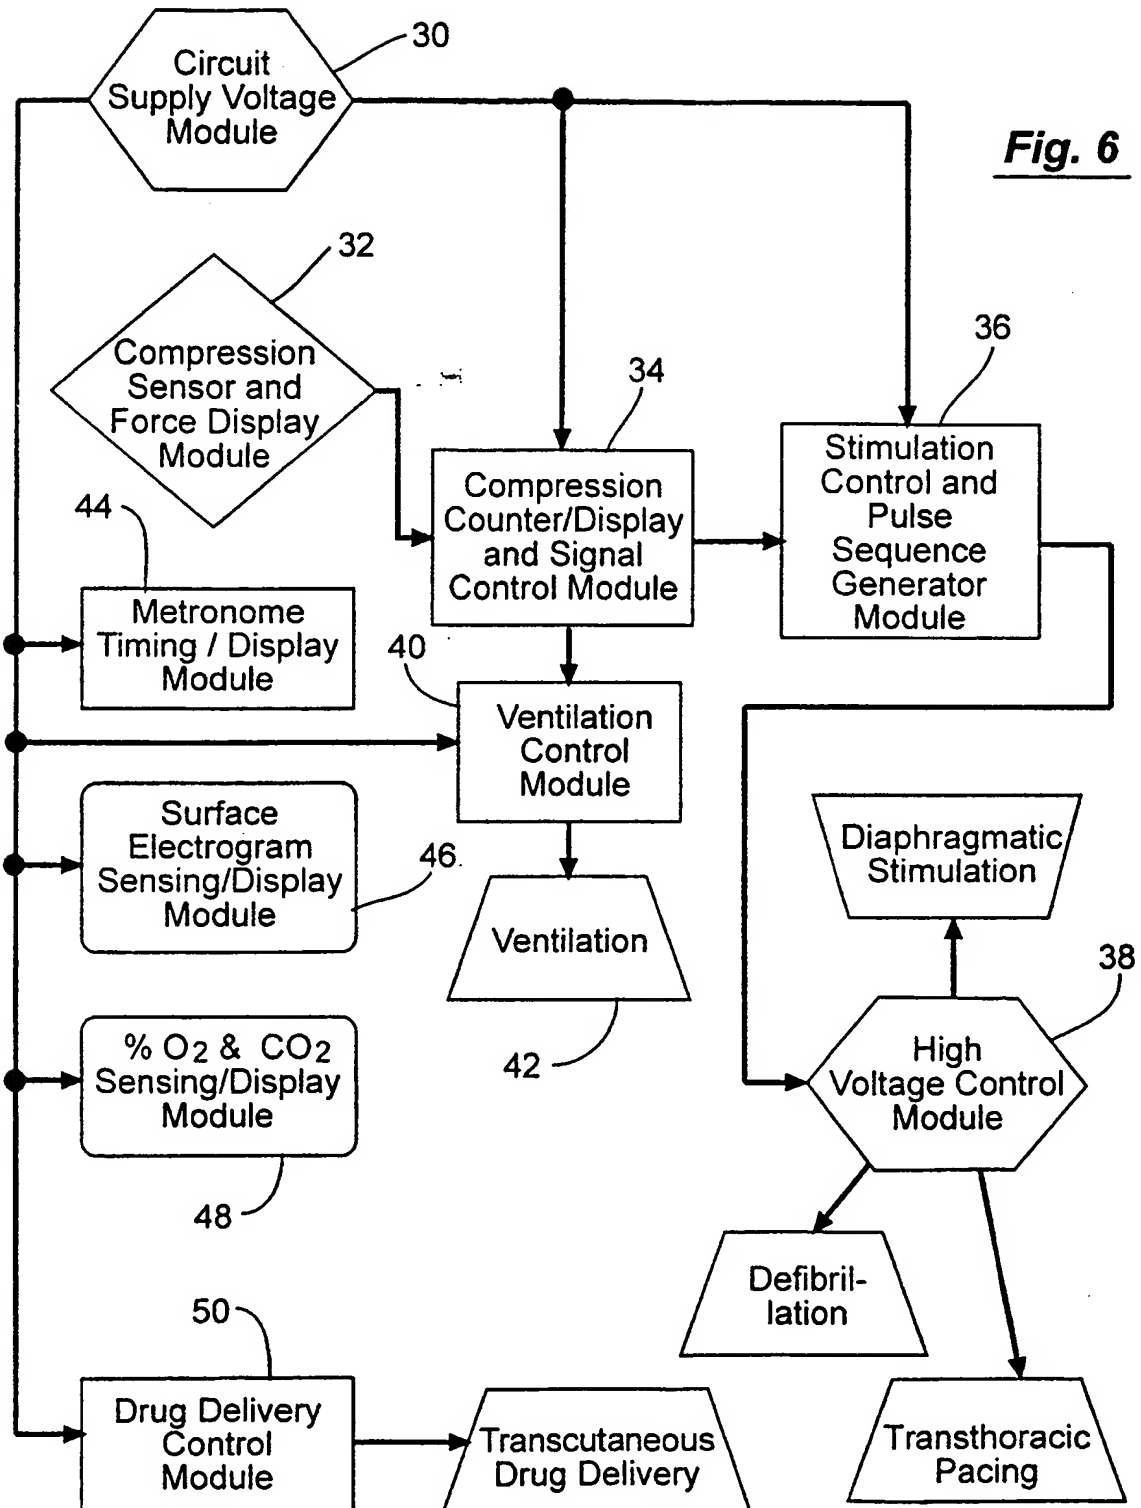 30
Circuit
Supply Voltage
Module
Fig. 6
32
Compression
Sensor and
Force Display
Module
34
Compression
Counter/Display
and Signal
Control Module
36
Stimulation
Control and
Pulse
Sequence
Generator
Module
44
Metronome
Timing / Display
Module
40
Ventilation
Control
Module
Surface
Electrogram
Sensing/Display
Module
46
Ventilation
42
Diaphragmatic
Stimulation
38
High
Voltage Control
Module
% O2 & CO2
Sensing/Display
Module
48
Defibril-
lation
50
Drug Delivery
Control
Module
Transcutaneous
Drug Delivery
Transthoracic
Pacing